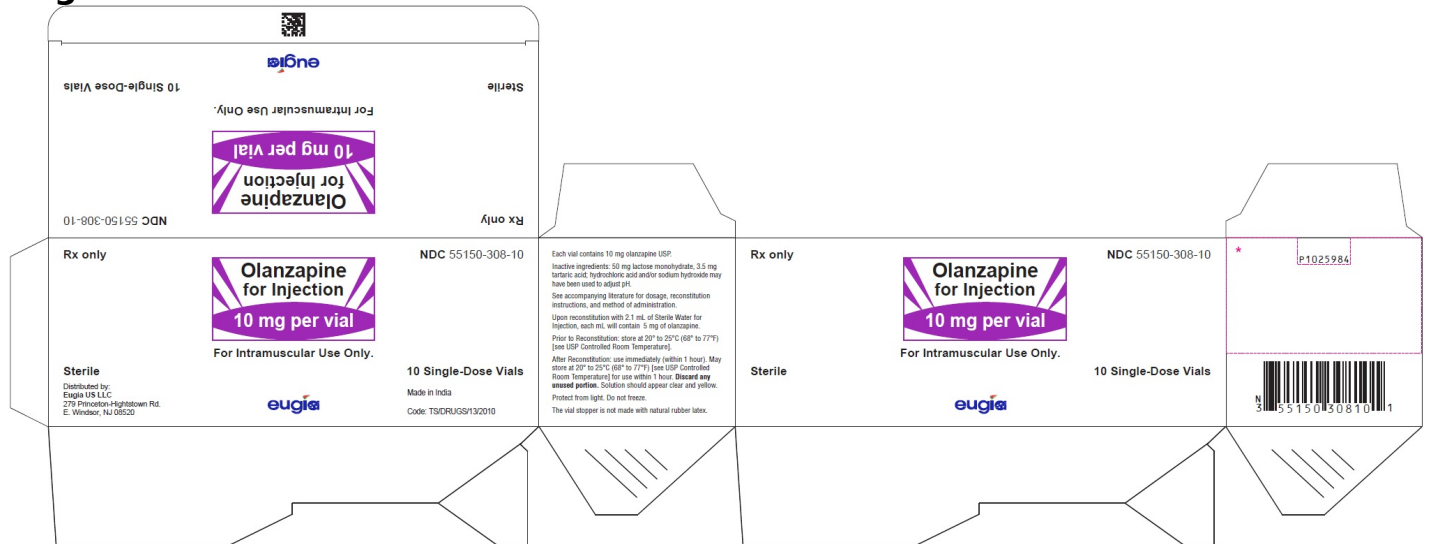 eugia
10 Single-Dose Vials
Sterile
For Intramuscular Use Only.
10 mg per vial
Olanzapine
for Injection
NDC 55150-308-10
Rx only
Rx only
NDC 55150-308-10
Olanzapine
for Injection
10 mg per vial
For Intramuscular Use Only.
Sterile
10 Single-Dose Vials
Distributed by:
Eugia US LLC
279 Princeton-Hightstown Rd.
E. Windsor, NJ 08520
eugia
Made in India
Code: TS/DRUGS/13/2010
Each vial contains 10 mg olanzapine USP.
Inactive ingredients: 50 mg lactose monohydrate, 3.5 mg
tartaric acid; hydrochloric acid and/or sodium hydroxide may
have been used to adjust pH.
See accompanying literature for dosage, reconstitution
instructions, and method of administration.
Upon reconstitution with 2.1 mL of Sterile Water for
Injection, each mL will contain 5 mg of olanzapine.
Prior to Reconstitution: store at 20° to 25°C (68° to 77°F)
[see USP Controlled Room Temperature].
After Reconstitution: use immediately (within 1 hour). May
store at 20° to 25°C (68° to 77°F) [see USP Controlled
Room Temperature] for use within 1 hour. Discard any
unused portion. Solution should appear clear and yellow.
Protect from light. Do not freeze.
The vial stopper is not made with natural rubber latex.
Rx only
NDC 55150-308-10
Olanzapine
for Injection
10 mg per vial
For Intramuscular Use Only.
Sterile
10 Single-Dose Vials
eugia
*
P1025984
N
3 55150 30810 1